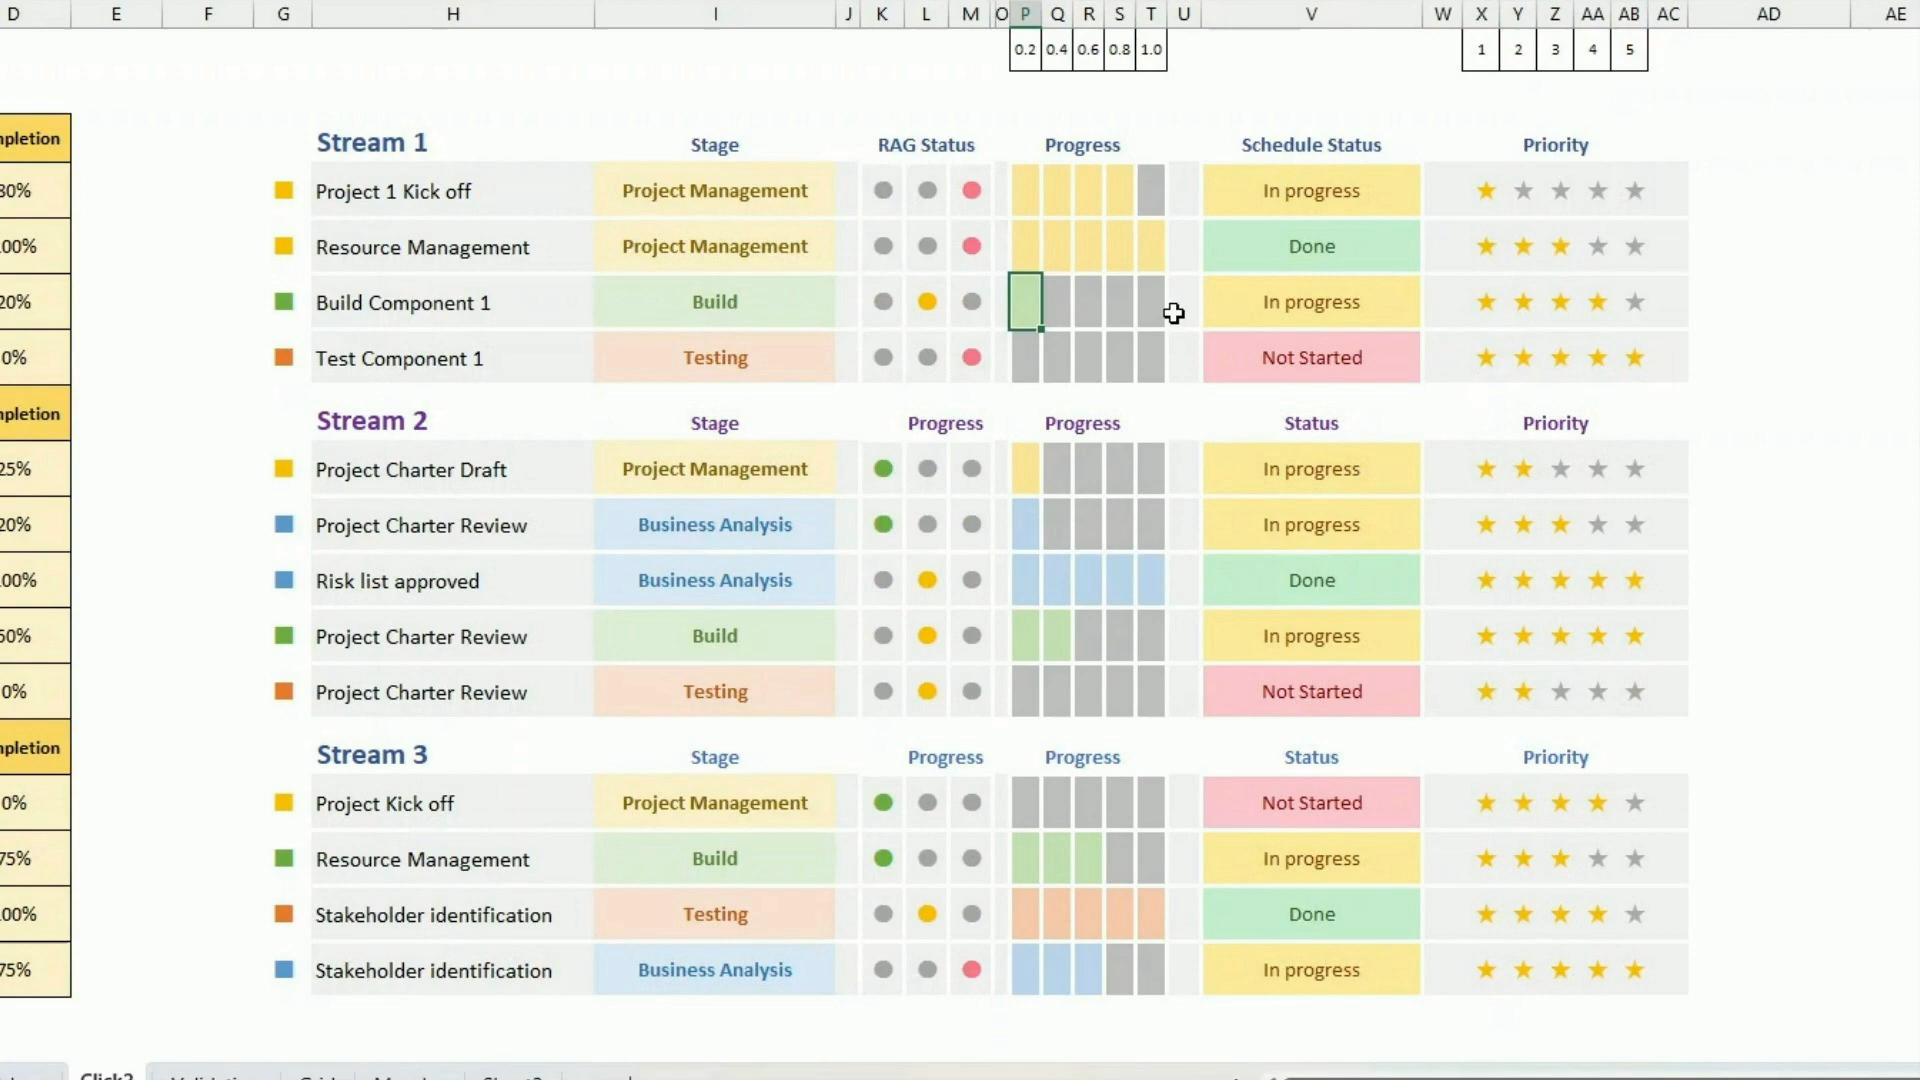 D E F G H I J K L M O P Q R S T U V W X Y Z AA AB AC AD AE
0.2 0.4 0.6 0.8 1.0 1 2 3 4 5
mpletion Stream 1 Stage RAG Status Progress Schedule Status Priority
80% Project 1 Kick off Project Management In progress
100% Resource Management Project Management Done
20% Build Component 1 Build In progress
0% Test Component 1 Testing Not Started
mpletion Stream 2 Stage Progress Progress Status Priority
25% Project Charter Draft Project Management In progress
20% Project Charter Review Business Analysis In progress
100% Risk list approved Business Analysis Done
50% Project Charter Review Build In progress
0% Project Charter Review Testing Not Started
mpletion Stream 3 Stage Progress Progress Status Priority
0% Project Kick off Project Management Not Started
75% Resource Management Build In progress
100% Stakeholder identification Testing Done
75% Stakeholder identification Business Analysis In progress